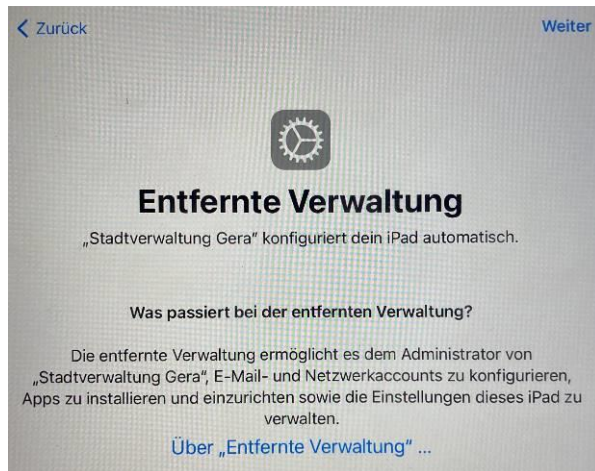 Zurück
Weiter
Entfernte Verwaltung
„Stadtverwaltung Gera" konfiguriert dein iPad automatisch.
Was passiert bei der entfernten Verwaltung?
Die entfernte Verwaltung ermöglicht es dem Administrator von
„Stadtverwaltung Gera", E-Mail- und Netzwerkaccounts zu konfigurieren,
Apps zu installieren und einzurichten sowie die Einstellungen dieses iPad zu
verwalten.
Über „Entfernte Verwaltung" ...